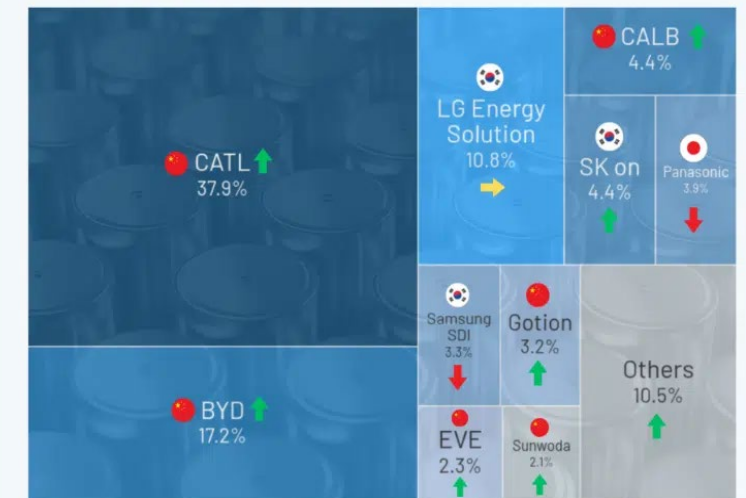 CATL
37.9%
BYD
17.2%
LG Energy
Solution
10.8%
CALB
4.4%
SK on
4.4%
Panasonic
3.9%
Samsung
SDI
3.3%
Gotion
3.2%
EVE
2.3%
Sunwoda
2.1%
Others
10.5%